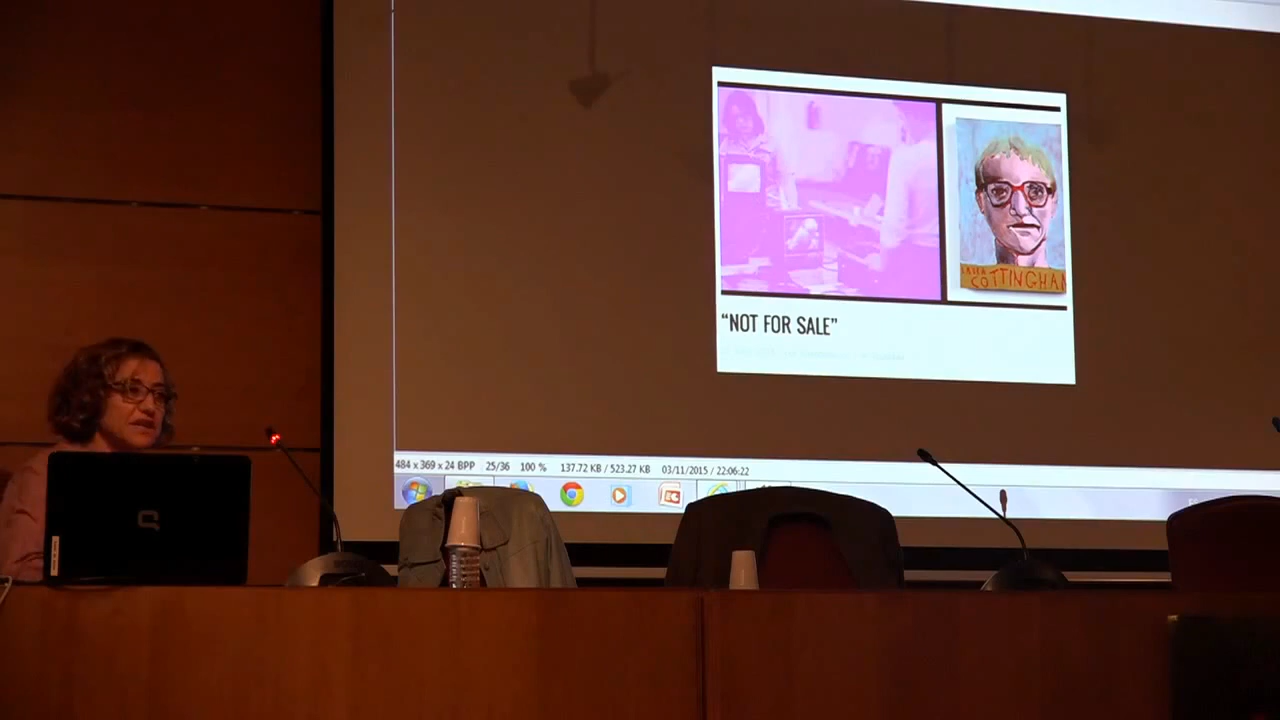 LAURA
COTTINGHAM
“NOT FOR SALE”
484 x 369 x 24 BPP 25/36 100 % 137.72 KB / 523.27 KB 03/11/2015 / 22:06:22